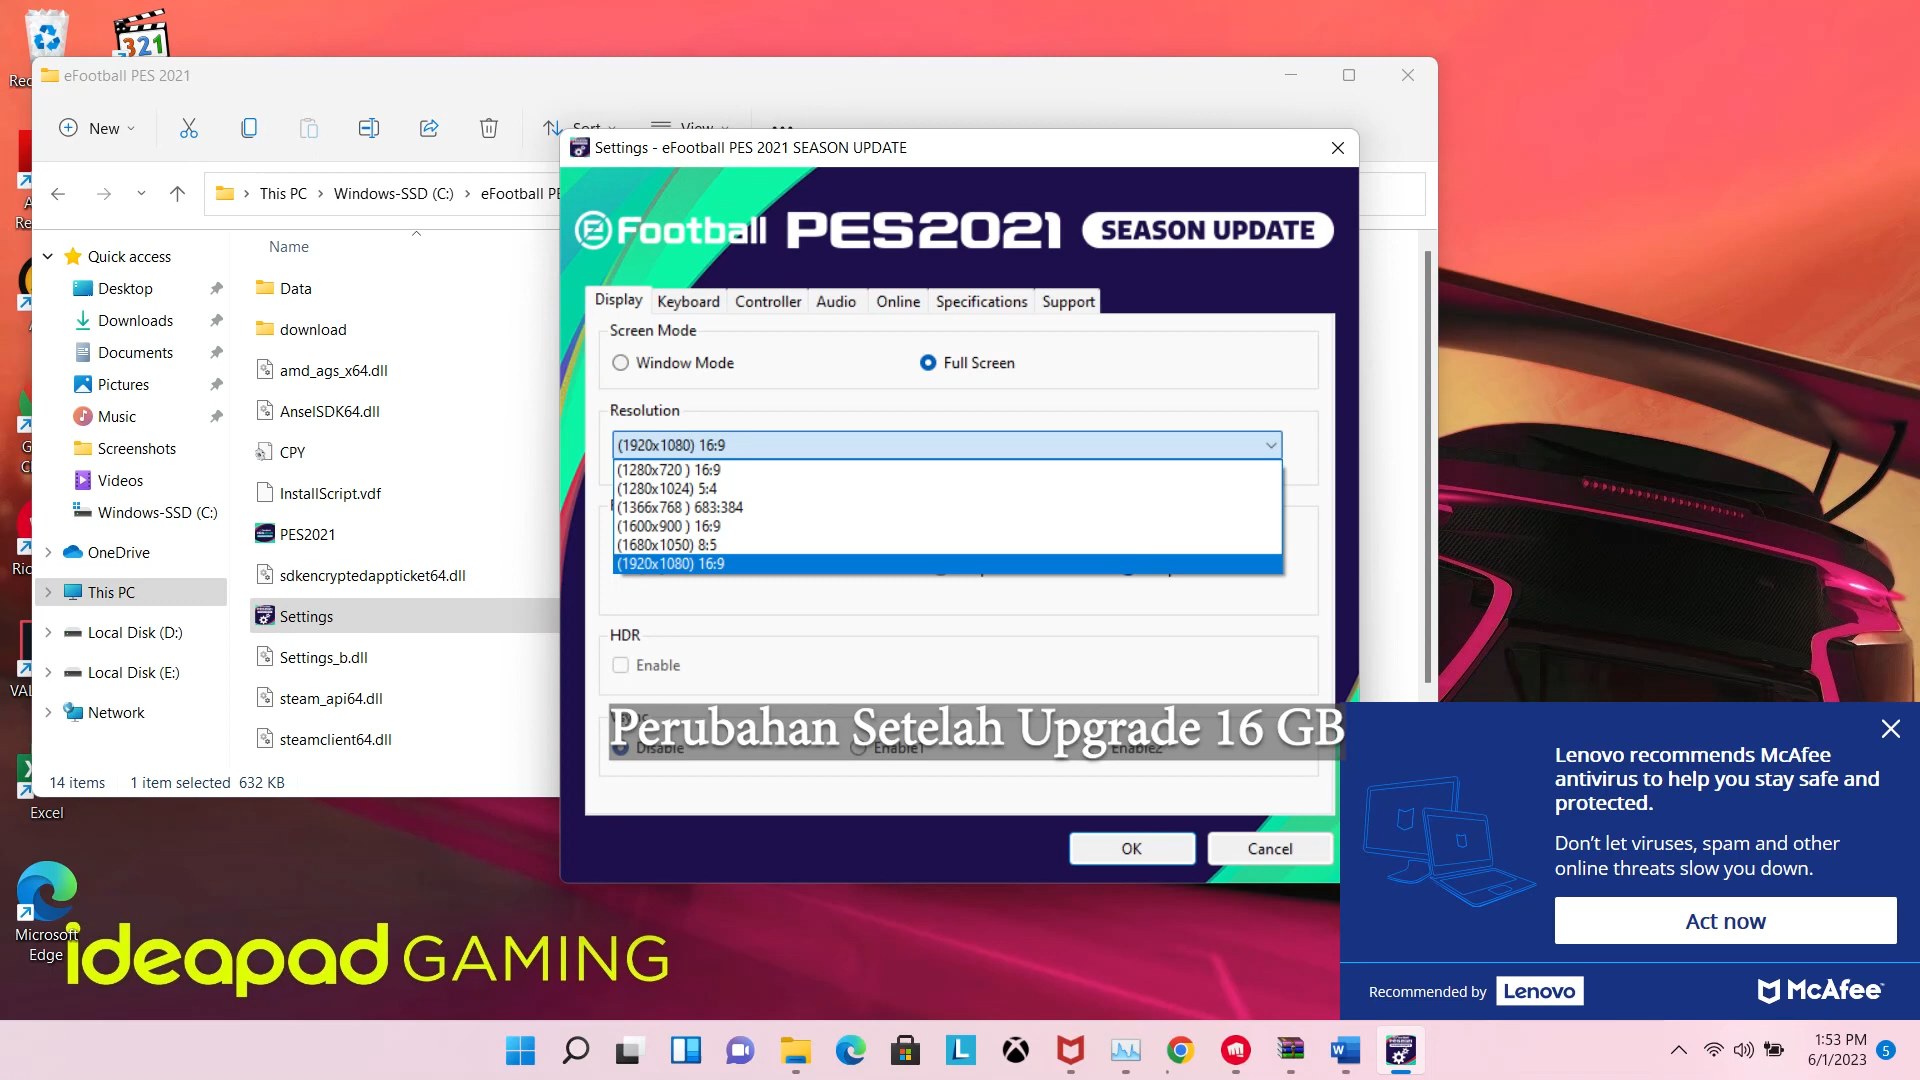 321
eFootball PES 2021
New
Sort
View
Settings - eFootball PES 2021 SEASON UPDATE
This PC
Windows-SSD (C:)
eFootball PE
eFootball PES2021 SEASON UPDATE
Name
Quick access
Desktop
Downloads
Documents
Pictures
Music
Screenshots
Videos
Windows-SSD (C:)
OneDrive
This PC
Local Disk (D:)
Local Disk (E:)
Network
Data
download
amd_ags_x64.dll
AnselSDK64.dll
CPY
InstallScript.vdf
PES2021
sdkencryptedappticket64.dll
Settings
Settings_b.dll
steam_api64.dll
steamclient64.dll
14 items
1 item selected 632 KB
Display
Keyboard
Controller
Audio
Online
Specifications
Support
Screen Mode
Window Mode
Full Screen
Resolution
(1920x1080) 16:9
(1280x720 ) 16:9
(1280x1024) 5:4
(1366x768 ) 683:384
(1600x900 ) 16:9
(1680x1050) 8:5
(1920x1080) 16:9
HDR
Enable
Perubahan Setelah Upgrade 16 GB
Disable
Enable1
Enable2
OK
Cancel
Lenovo recommends McAfee
antivirus to help you stay safe and
protected.
Don't let viruses, spam and other
online threats slow you down.
Act now
Recommended by Lenovo
McAfee
Excel
Microsoft
Edge
ideapad GAMING
1:53 PM
6/1/2023
5